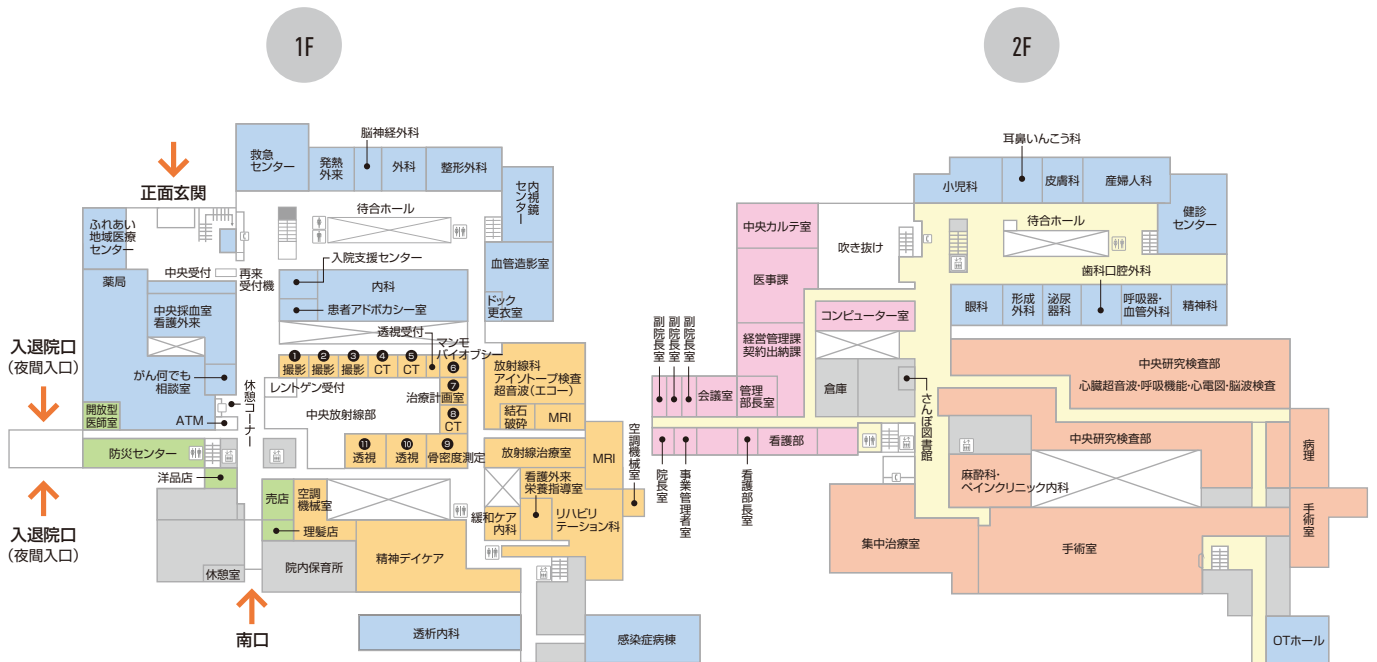 1F
脳神経外科
救急
センター
発熱
外来
外科
整形外科
内視鏡
センター
正面玄関
待合ホール
ふれあい
地域医療
センター
中央受付
再来
受付機
入院支援センター
内科
患者アドボカシー室
血管造影室
ドック
更衣室
薬局
中央採血室
看護外来
透視受付
マンモ
バイオプシー
入退院口
(夜間入口)
がん何でも
相談室
開放型
医師室
ATM
休憩コーナー
レントゲン受付
中央放射線部
❶
撮影
❷
撮影
❸
撮影
❹
CT
❺
CT
❻
❼
治療計画室
❽
CT
❾
骨密度測定
❿
透視
⓫
透視
放射線科
アイソトープ検査
超音波(エコー)
結石
破砕
MRI
放射線治療室
MRI
空調機械室
看護外来
栄養指導室
緩和ケア
内科
リハビリ
テーション科
防災センター
洋品店
売店
空調
機械室
理髪店
精神デイケア
院内保育所
休憩室
入退院口
(夜間入口)
南口
透析内科
感染症病棟
2F
耳鼻いんこう科
小児科
皮膚科
産婦人科
健診
センター
待合ホール
中央カルテ室
吹き抜け
医事課
歯科口腔外科
眼科
形成
外科
泌尿
器科
呼吸器・
血管外科
精神科
コンピューター室
副院長室
副院長室
副院長室
経営管理課
契約出納課
会議室
管理
部長室
倉庫
さんぽ図書館
看護部
院長室
事業管理者室
看護部長室
中央研究検査部
心臓超音波・呼吸機能・心電図・脳波検査
中央研究検査部
病理
麻酔科・
ペインクリニック内科
手術室
集中治療室
手術室
OTホール